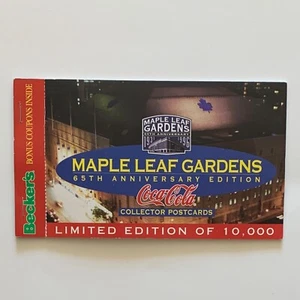 Becker's
BONUS COUPONS INSIDE
MAPLE LEAF
GARDENS
MAPLE LEAF GARDENS
65TH ANNIVERSARY EDITION
Coca-Cola
COLLECTOR POSTCARDS
LIMITED EDITION OF 10,000